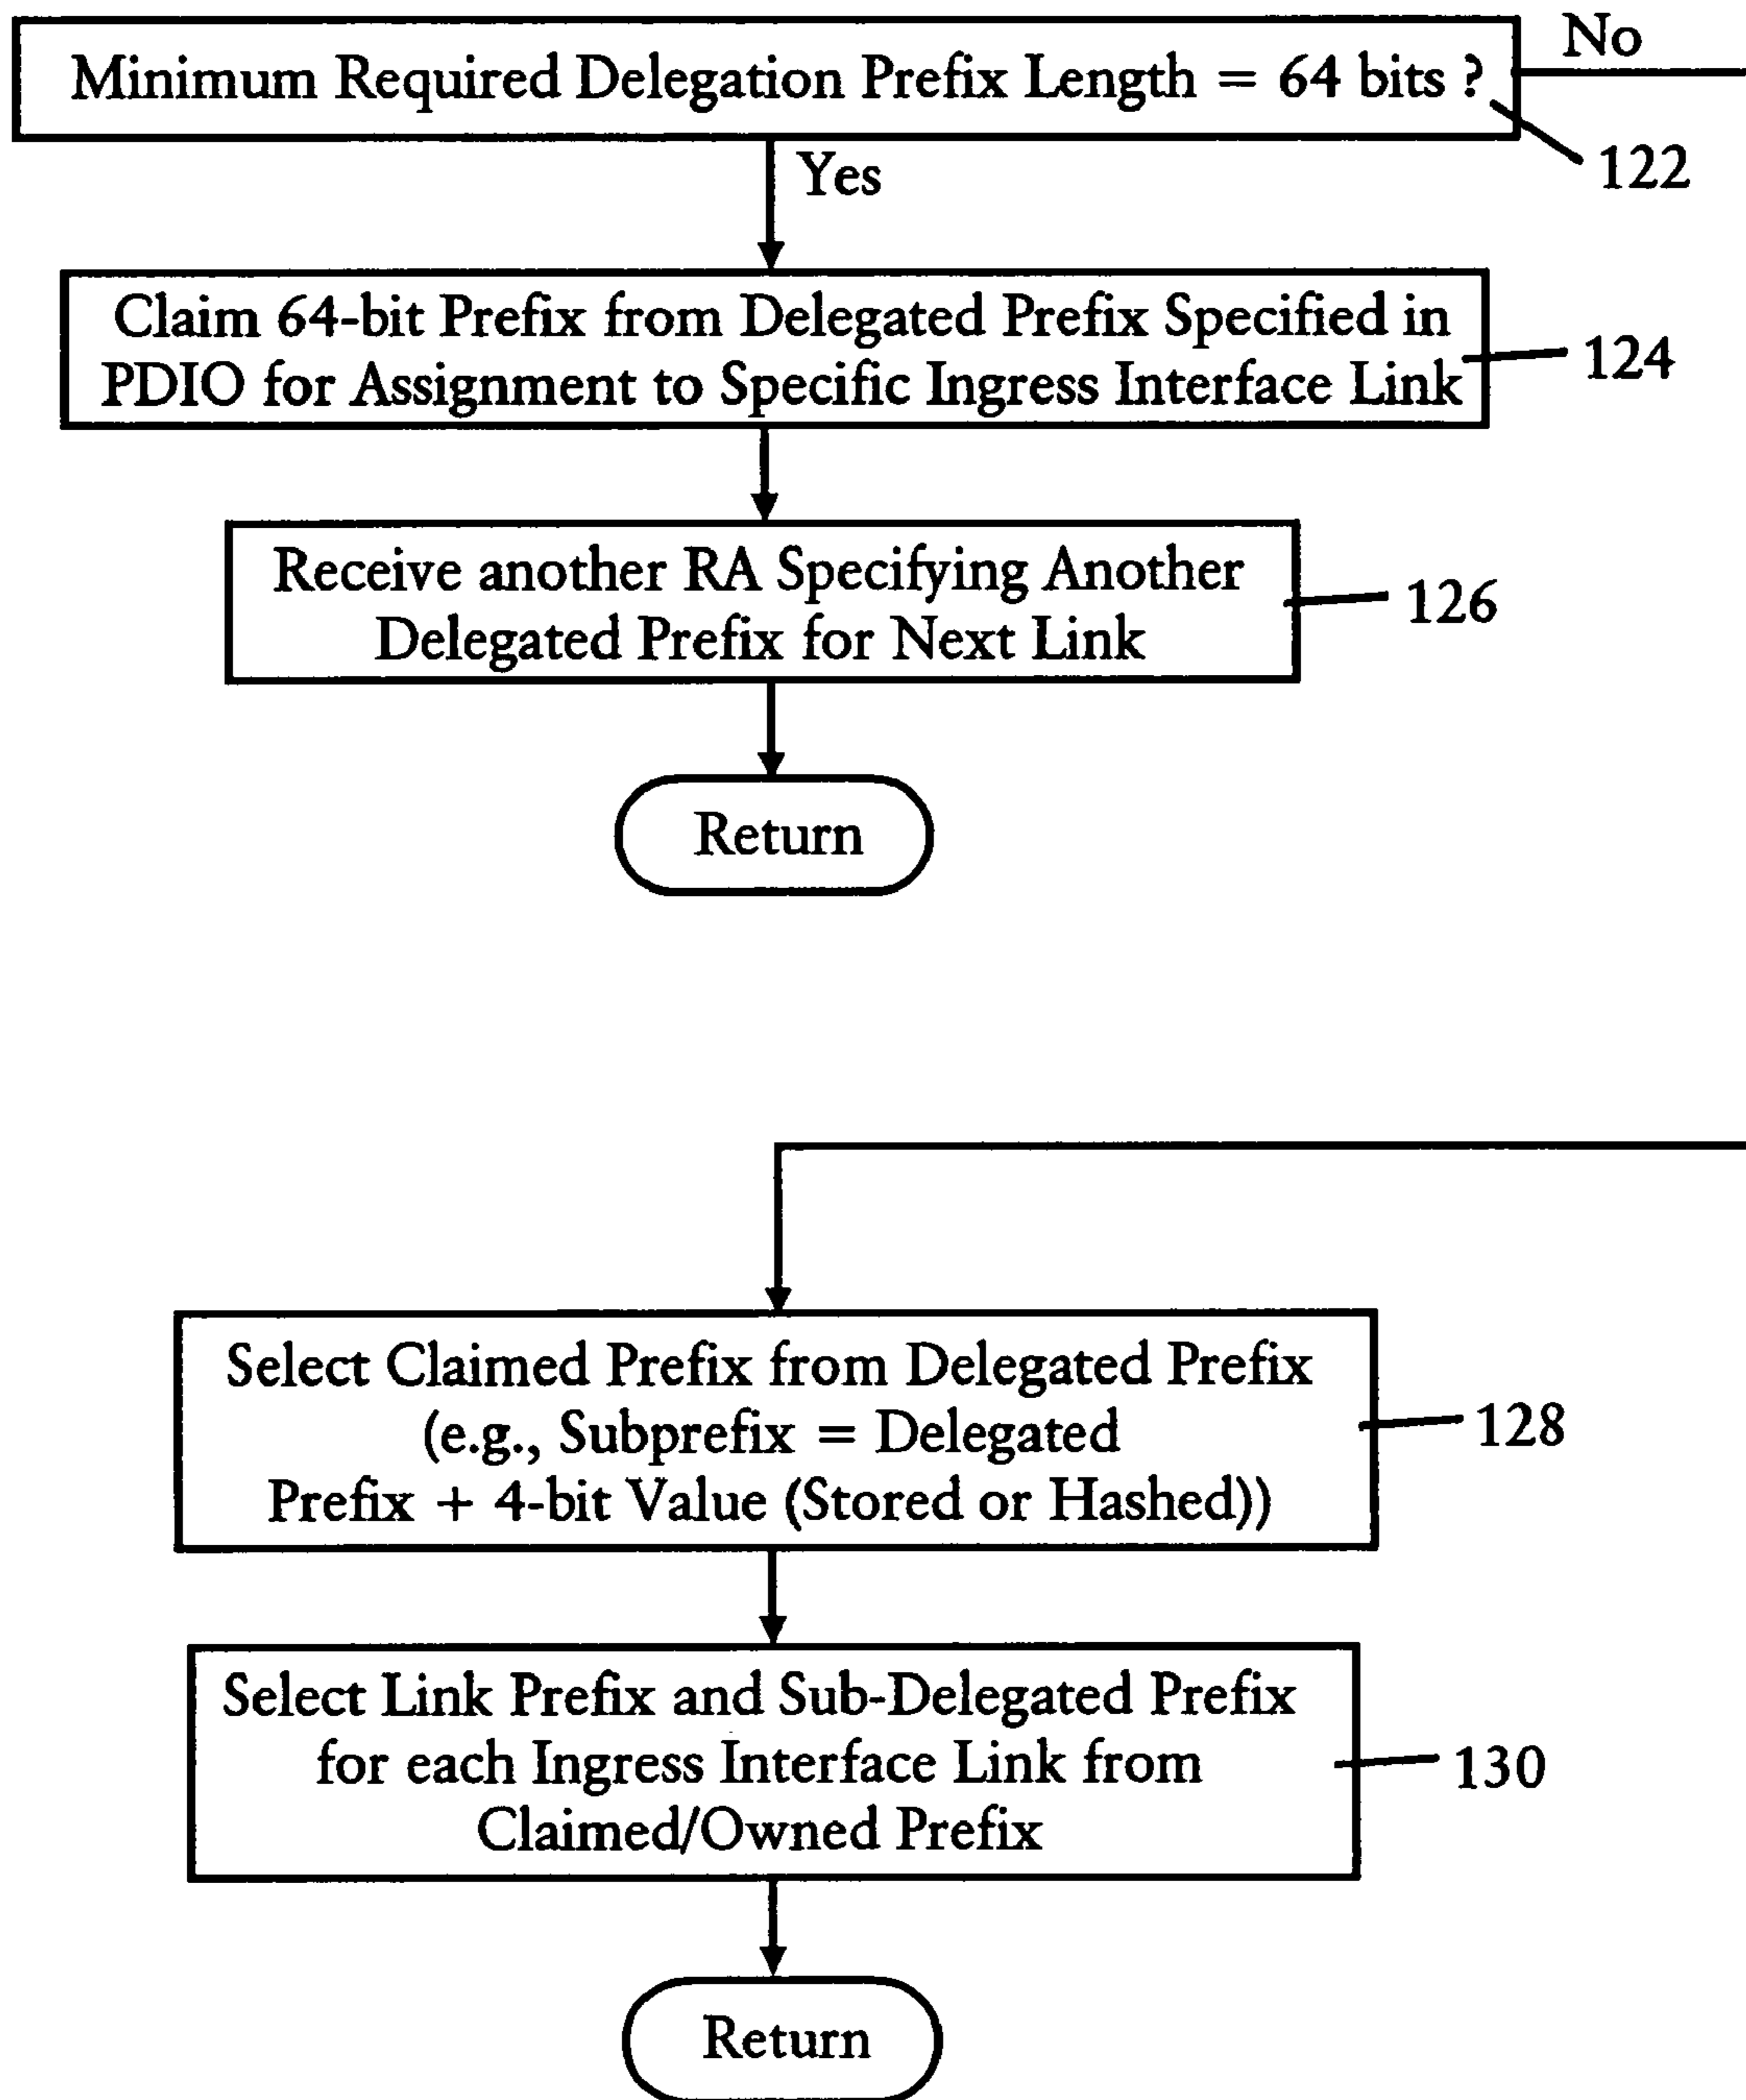 Minimum Required Delegation Prefix Length = 64 bits ?
No
122
Yes
Claim 64-bit Prefix from Delegated Prefix Specified in
PDIO for Assignment to Specific Ingress Interface Link
124
Receive another RA Specifying Another
Delegated Prefix for Next Link
126
Return
Select Claimed Prefix from Delegated Prefix
(e.g., Subprefix = Delegated
Prefix + 4-bit Value (Stored or Hashed))
128
Select Link Prefix and Sub-Delegated Prefix
for each Ingress Interface Link from
Claimed/Owned Prefix
130
Return